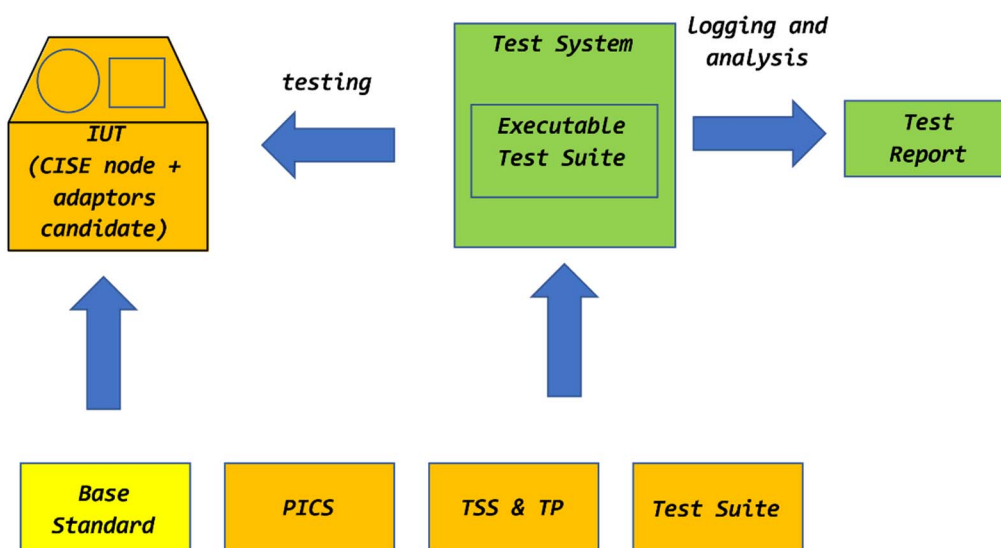 testing
Test System
logging and
analysis
IUT
(CISE node +
adaptors
candidate)
Executable
Test Suite
Test
Report
Base
Standard
PICS
TSS & TP
Test Suite